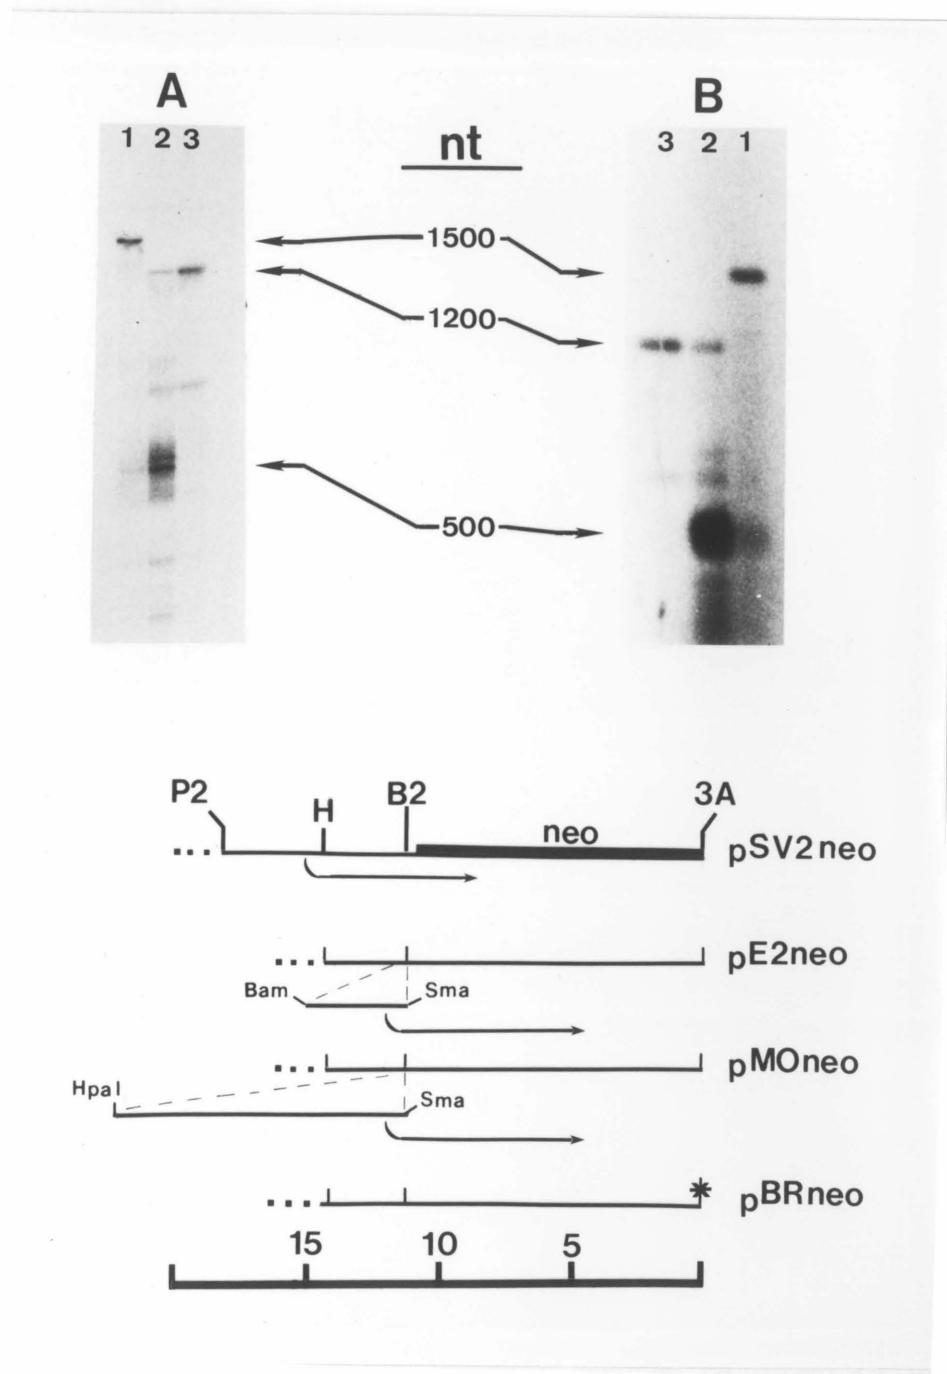 A
B
1 2 3
nt
3 2 1
1500
1200
500
P2
H
B2
neo
3A
pSV2neo
pE2neo
Bam
Sma
pMOneo
HpaI
Sma
*
pBRneo
15
10
5